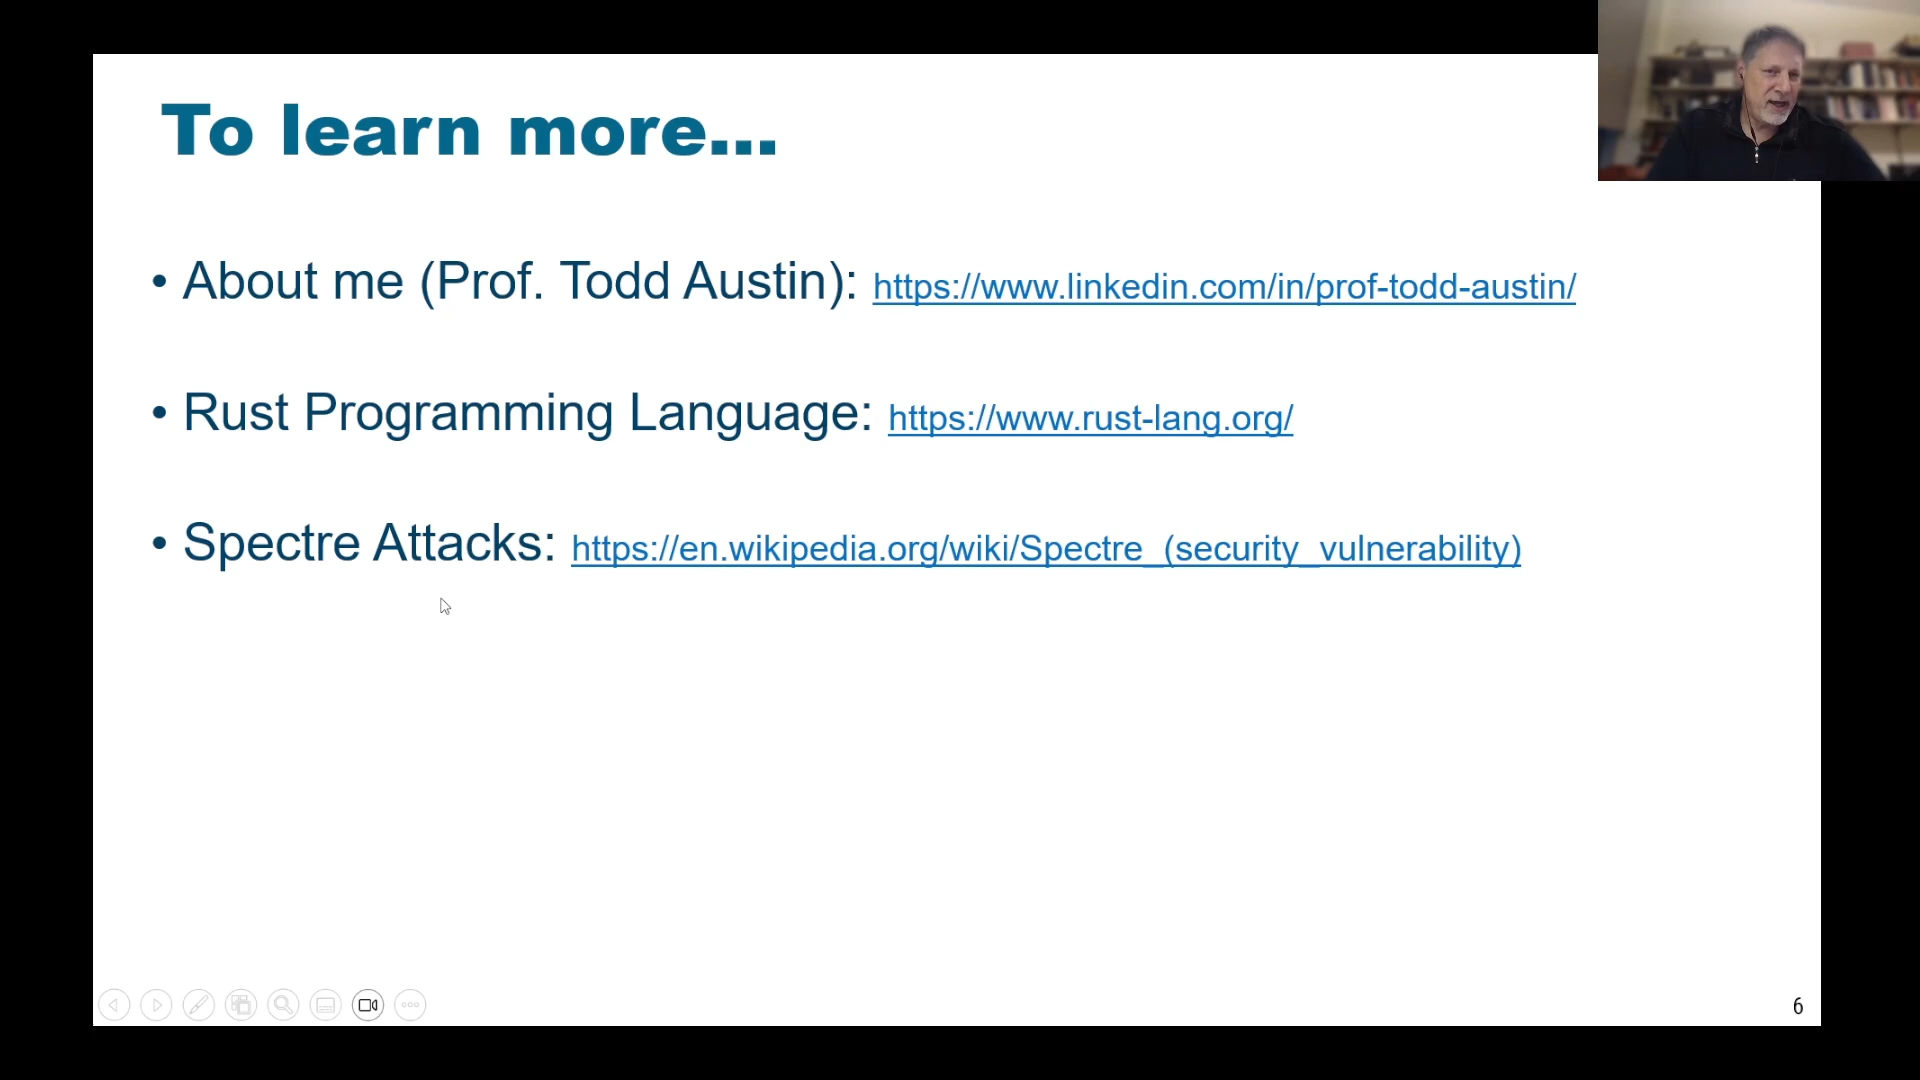 To learn more...
• About me (Prof. Todd Austin): https://www.linkedin.com/in/prof-todd-austin/
• Rust Programming Language: https://www.rust-lang.org/
• Spectre Attacks: https://en.wikipedia.org/wiki/Spectre_(security_vulnerability)
6